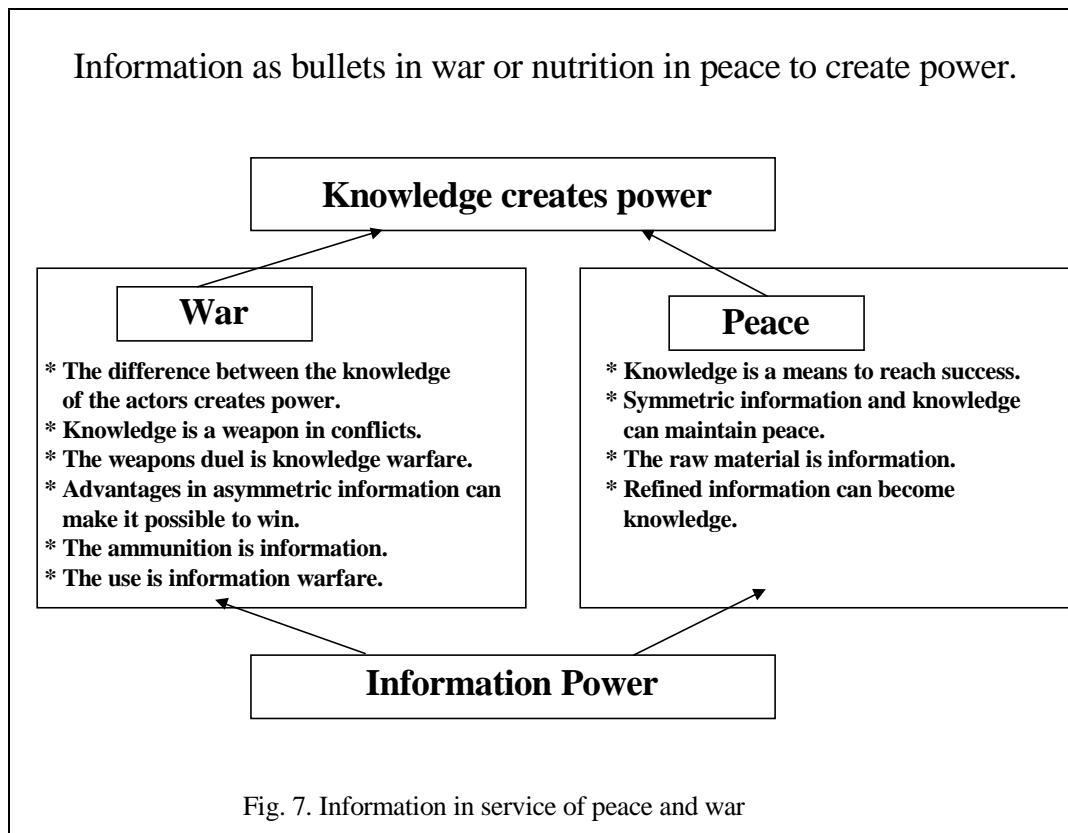 Information as bullets in war or nutrition in peace to create power.
Knowledge creates power
War
* The difference between the knowledge
of the actors creates power.
* Knowledge is a weapon in conflicts.
* The weapons duel is knowledge warfare.
* Advantages in asymmetric information can
make it possible to win.
* The ammunition is information.
* The use is information warfare.
Peace
* Knowledge is a means to reach success.
* Symmetric information and knowledge
can maintain peace.
* The raw material is information.
* Refined information can become
knowledge.
Information Power
Fig. 7. Information in service of peace and war